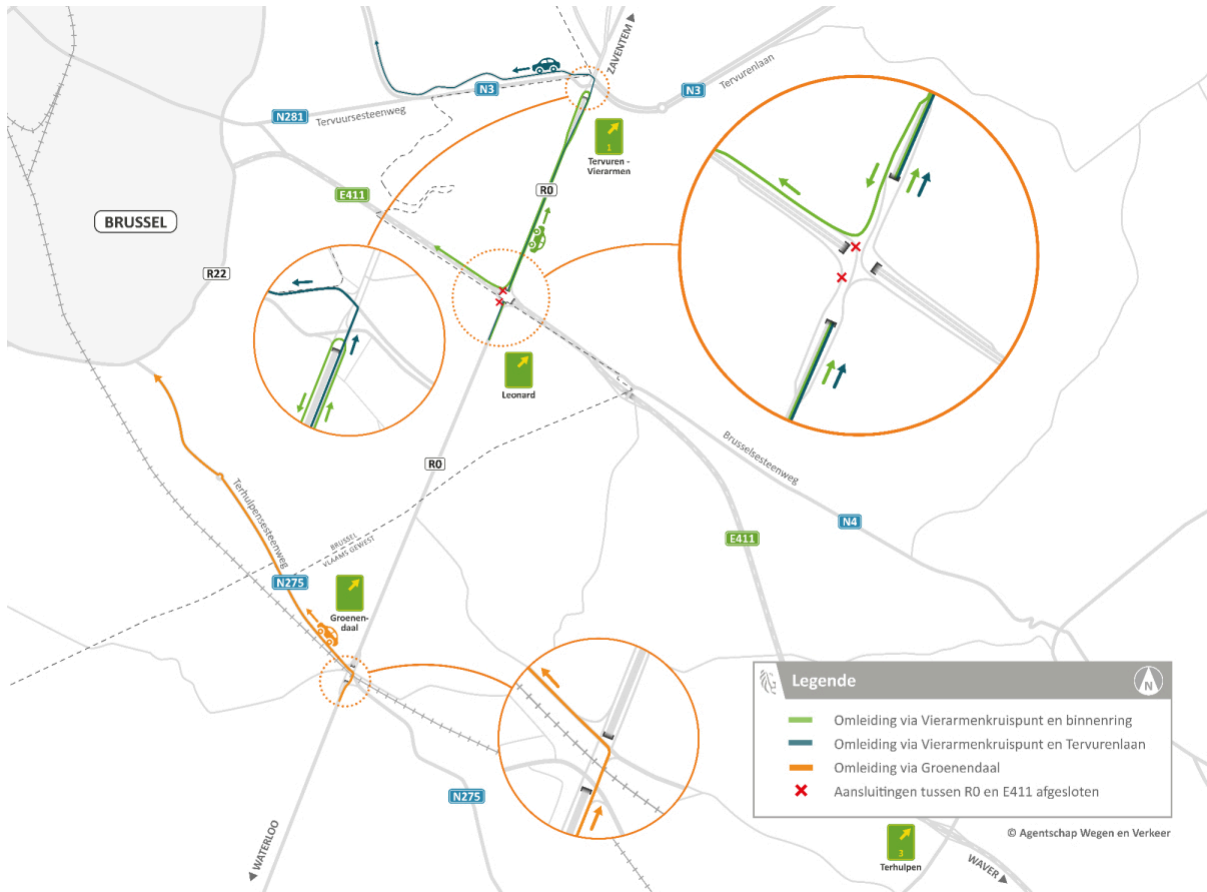 ZAVENTEM
N3
N3
Tervurenlaan
N281
Tervuursesteenweg
1
Tervuren -
Vierarmen
R0
E411
BRUSSEL
R22
Leonard
R0
Brusselsesteenweg
Terhulpensesteenweg
N4
E411
BRUSSEL
VLAAMS GEWEST
N275
Groenen-
daal
Legende
N
Omleiding via Vierarmenkruispunt en binnenring
Omleiding via Vierarmenkruispunt en Tervurenlaan
Omleiding via Groenendaal
Aansluitingen tussen R0 en E411 afgesloten
N275
© Agentschap Wegen en Verkeer
WATERLOO
3
Terhulpen
WAVER